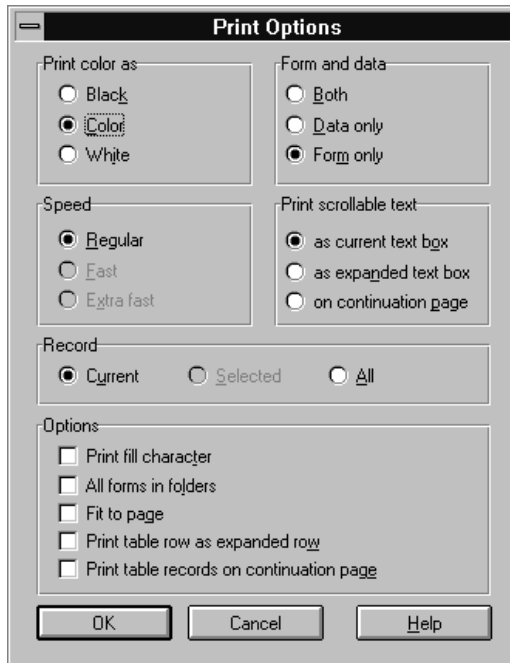 Print Options
Print color as
Black
Color
White
Form and data
Both
Data only
Form only
Speed
Regular
Fast
Extra fast
Print scrollable text
as current text box
as expanded text box
on continuation page
Record
Current Selected All
Options
Print fill character
All forms in folders
Fit to page
Print table row as expanded row
Print table records on continuation page
OK Cancel Help